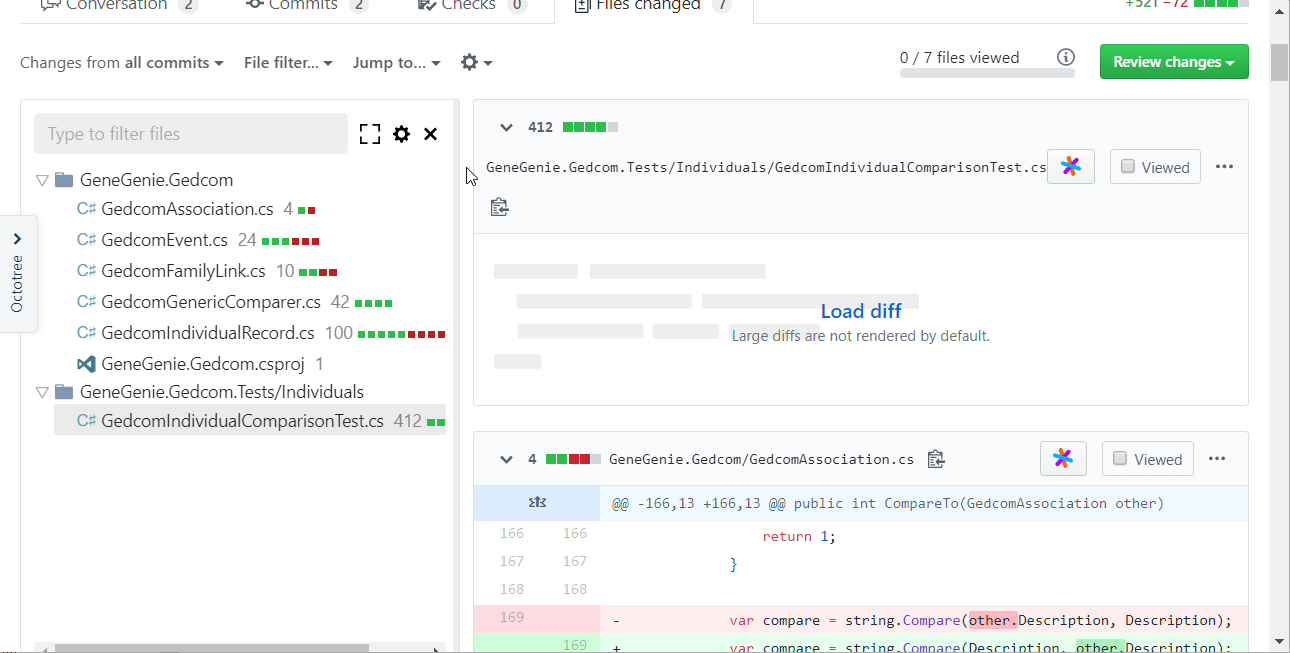 Conversation 2 Commits 2 Checks 0 Files changed 7 +521 −72
Changes from all commits File filter... Jump to... 0 / 7 files viewed Review changes
Type to filter files
GeneGenie.Gedcom
C# GedcomAssociation.cs 4
C# GedcomEvent.cs 24
C# GedcomFamilyLink.cs 10
C# GedcomGenericComparer.cs 42
C# GedcomIndividualRecord.cs 100
GeneGenie.Gedcom.csproj 1
GeneGenie.Gedcom.Tests/Individuals
C# GedcomIndividualComparisonTest.cs 412
Octotree
412
GeneGenie.Gedcom.Tests/Individuals/GedcomIndividualComparisonTest.cs Viewed
Load diff
Large diffs are not rendered by default.
4 GeneGenie.Gedcom/GedcomAssociation.cs Viewed
@@ -166,13 +166,13 @@ public int CompareTo(GedcomAssociation other)
166 166 return 1;
167 167 }
168 168
169 - var compare = string.Compare(other.Description, Description);
169 + var compare = string.Compare(Description, other.Description);